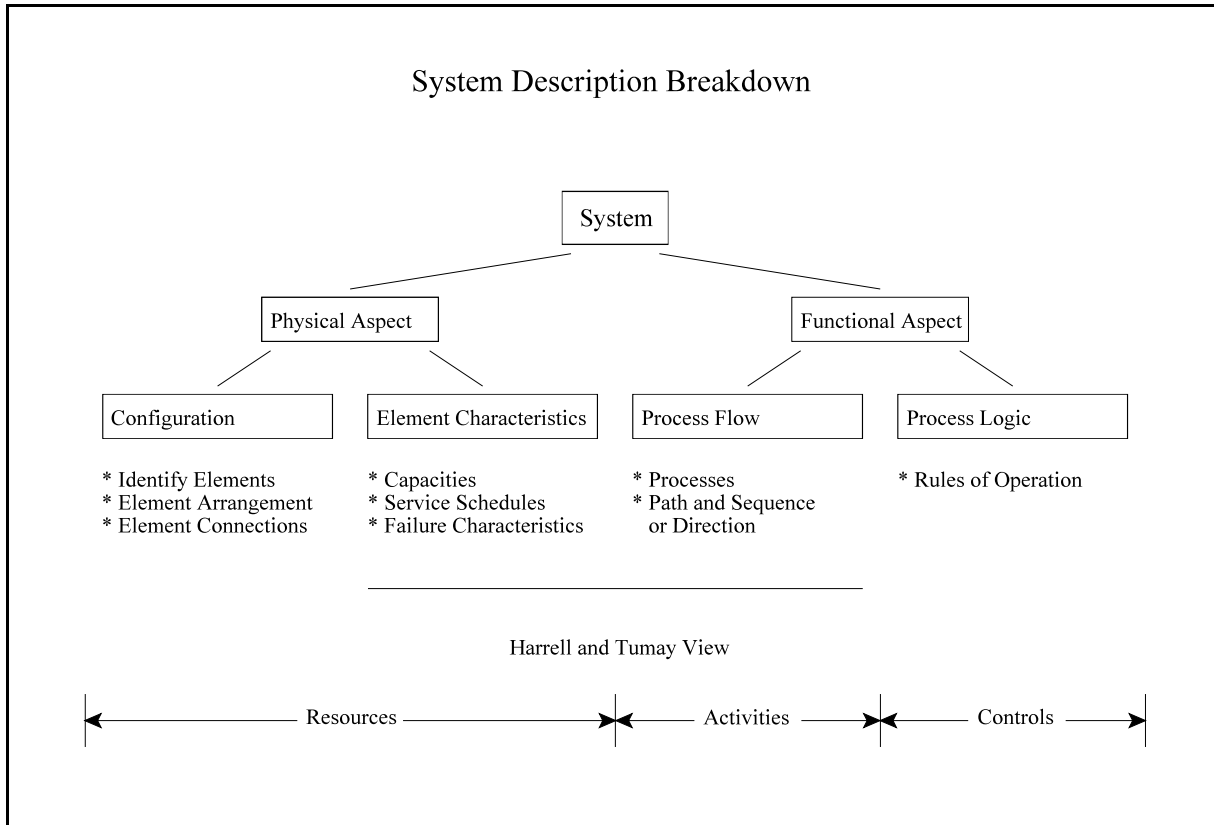 System Description Breakdown
System
Physical Aspect
Functional Aspect
Configuration
Element Characteristics
Process Flow
Process Logic
* Identify Elements
* Element Arrangement
* Element Connections
* Capacities
* Service Schedules
* Failure Characteristics
* Processes
* Path and Sequence
or Direction
* Rules of Operation
Harrell and Tumay View
Resources
Activities
Controls